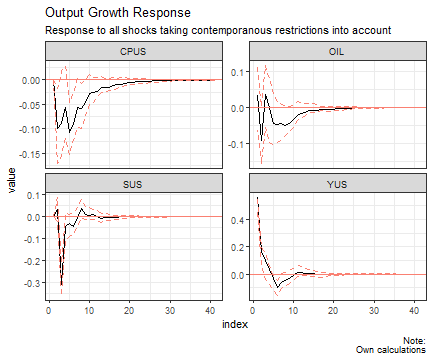 Output Growth Response
Response to all shocks taking contemporanous restrictions into account
CPUS
OIL
0.00
-0.05
-0.10
-0.15
0.1
0.0
-0.1
value
SUS
YUS
0.1
0.0
-0.1
-0.2
-0.3
0.4
0.2
0.0
0 10 20 30 40
0 10 20 30 40
index
Note:
Own calculations